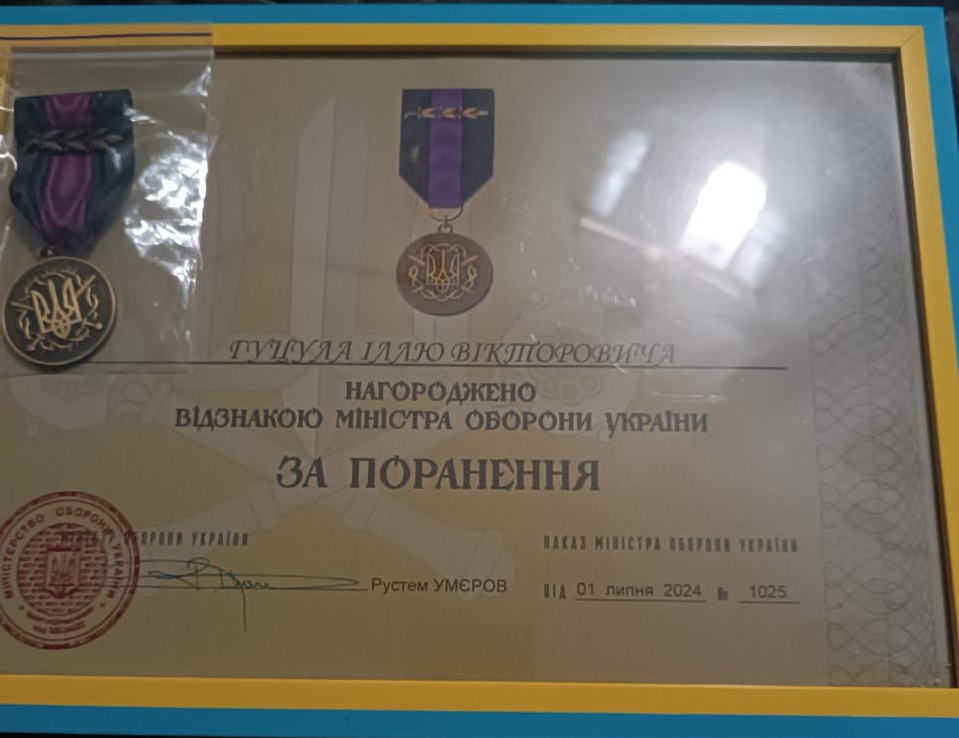 ГУЦУЛА ІЛЛЮ ВІКТОРОВИЧА
НАГОРОДЖЕНО
ВІДЗНАКОЮ МІНІСТРА ОБОРОНИ УКРАЇНИ
ЗА ПОРАНЕННЯ
ОБОРОНИ УКРАЇНИ
Рустем УМЄРОВ
НАКАЗ МІНІСТРА ОБОРОНИ УКРАЇНИ
ВІД 01 липня 2024 № 1025
МІНІСТЕРСТВО ОБОРОНИ УКРАЇНИ